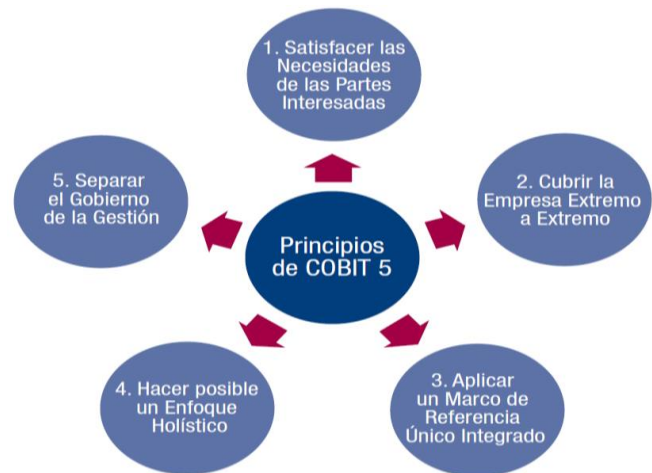 1. Satisfacer las
Necesidades
de las Partes
Interesadas
5. Separar
el Gobierno
de la Gestión
2. Cubrir la
Empresa Extremo
a Extremo
Principios
de COBIT 5
4. Hacer posible
un Enfoque
Holístico
3. Aplicar
un Marco de
Referencia
Único Integrado